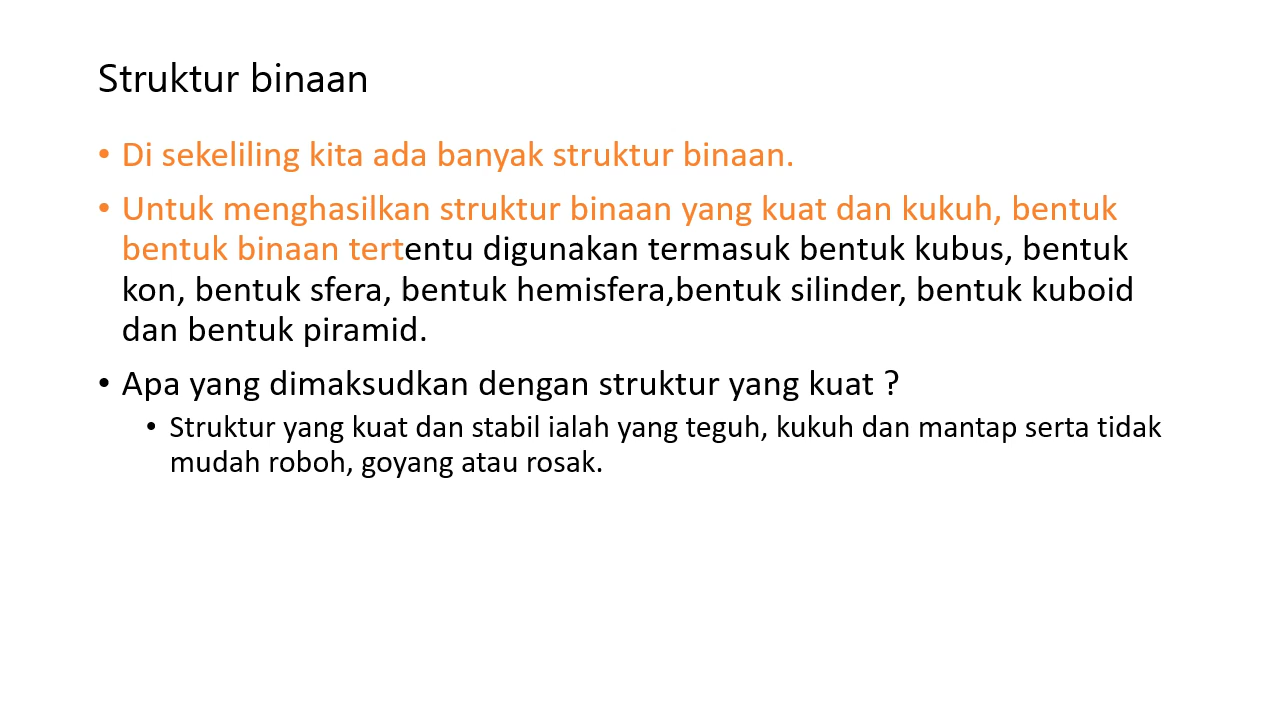 Struktur binaan
• Di sekeliling kita ada banyak struktur binaan.
• Untuk menghasilkan struktur binaan yang kuat dan kukuh, bentuk
bentuk binaan tertentu digunakan termasuk bentuk kubus, bentuk
kon, bentuk sfera, bentuk hemisfera,bentuk silinder, bentuk kuboid
dan bentuk piramid.
• Apa yang dimaksudkan dengan struktur yang kuat ?
• Struktur yang kuat dan stabil ialah yang teguh, kukuh dan mantap serta tidak
mudah roboh, goyang atau rosak.